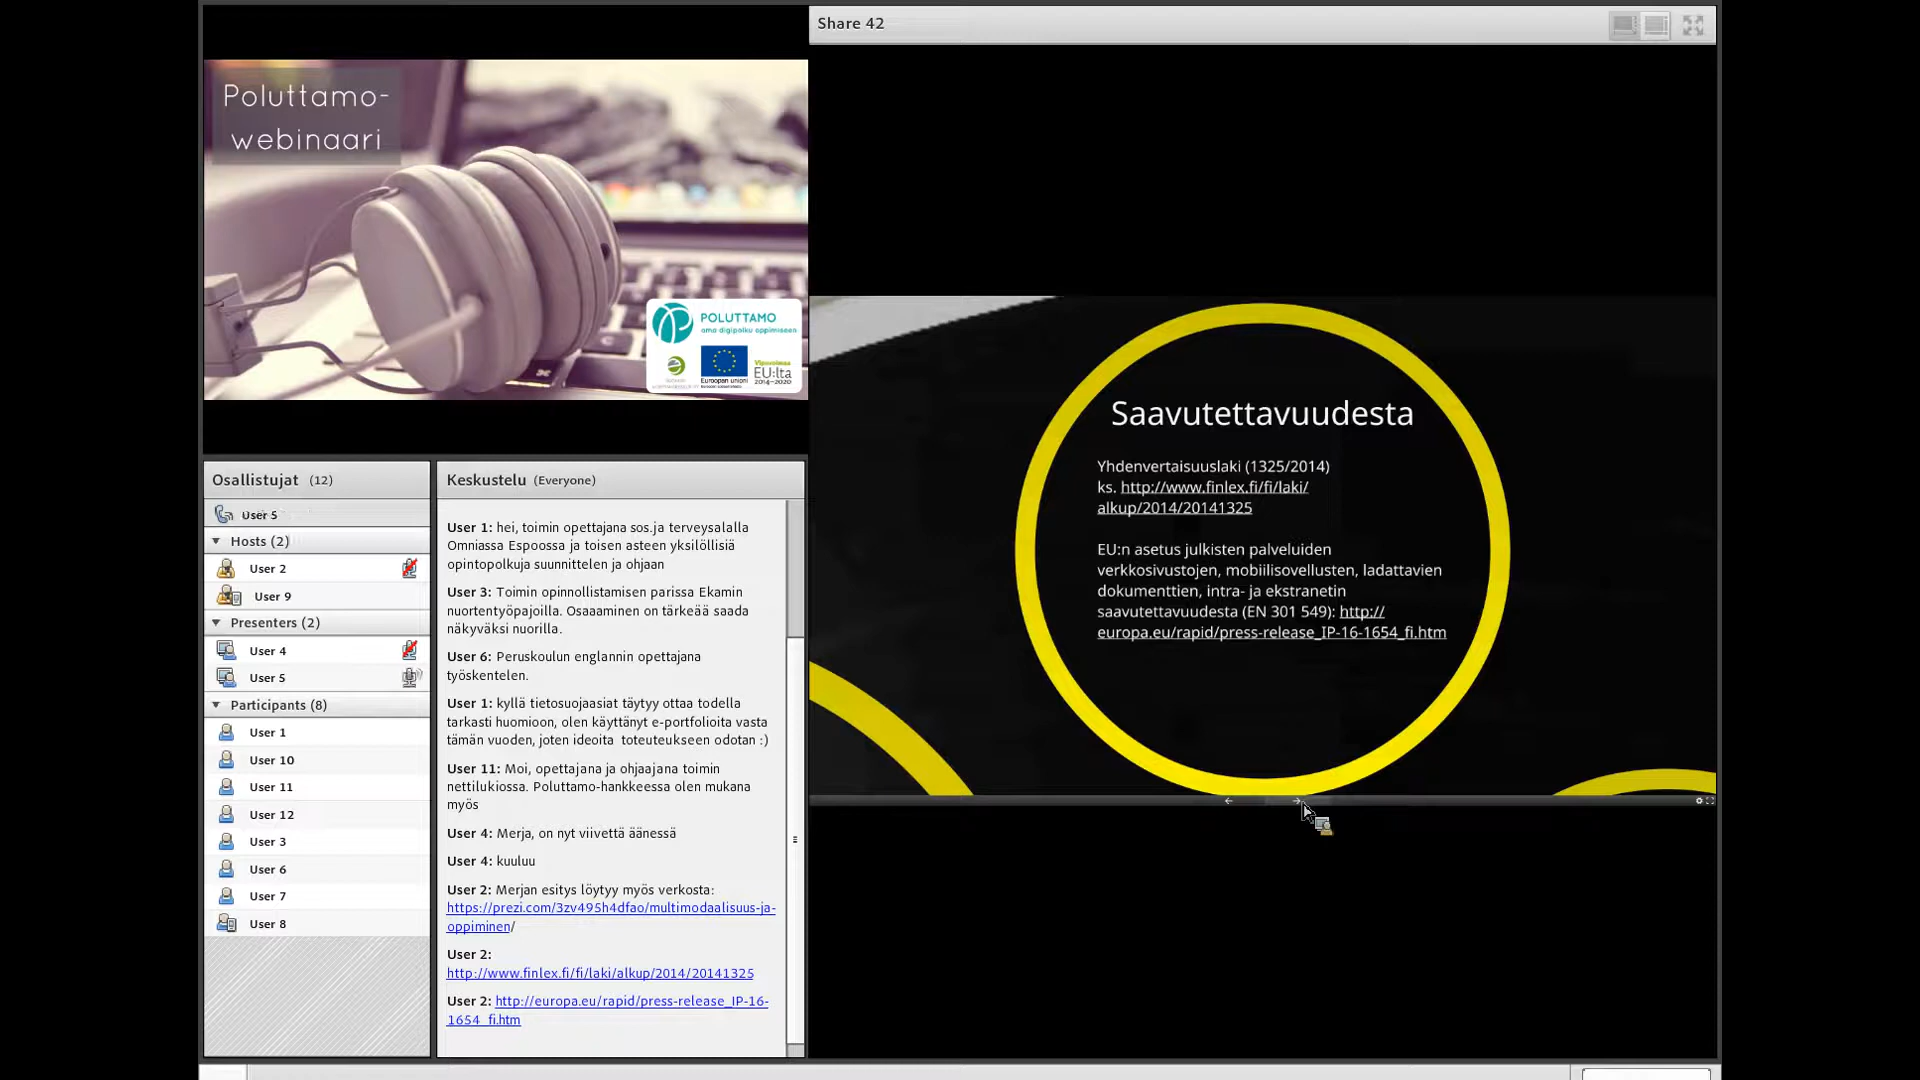 Share 42
Poluttamo-
webinaari
POLUTTAMO
oma digipolku oppimiseen
Euroopan unioni
Vipuvoimaa
EU:lta
2014–2020
Osallistujat (12)
User 5
Hosts (2)
User 2
User 9
Presenters (2)
User 4
User 5
Participants (8)
User 1
User 10
User 11
User 12
User 3
User 6
User 7
User 8
Keskustelu (Everyone)
User 1: hei, toimin opettajana sos.ja terveysalalla
Omniassa Espoossa ja toisen asteen yksilöllisiä
opintopolkuja suunnittelen ja ohjaan
User 3: Toimin opinnollistamisen parissa Ekamin
nuortentyöpajoilla. Osaaaminen on tärkeää saada
näkyväksi nuorilla.
User 6: Peruskoulun englannin opettajana
työskentelen.
User 1: kyllä tietosuojaasiat täytyy ottaa todella
tarkasti huomioon, olen käyttänyt e-portfolioita vasta
tämän vuoden, joten ideoita toteuteukseen odotan :)
User 11: Moi, opettajana ja ohjaajana toimin
nettilukiossa. Poluttamo-hankkeessa olen mukana
myös
User 4: Merja, on nyt viivettä äänessä
User 4: kuuluu
User 2: Merjan esitys löytyy myös verkosta:
https://prezi.com/3zv495h4dfao/multimodaalisuus-ja-
oppiminen/
User 2:
http://www.finlex.fi/fi/laki/alkup/2014/20141325
User 2: http://europa.eu/rapid/press-release_IP-16-
1654_fi.htm
Saavutettavuudesta
Yhdenvertaisuuslaki (1325/2014)
ks. http://www.finlex.fi/fi/laki/
alkup/2014/20141325
EU:n asetus julkisten palveluiden
verkkosivustojen, mobiilisovellusten, ladattavien
dokumenttien, intra- ja ekstranetin
saavutettavuudesta (EN 301 549): http://
europa.eu/rapid/press-release_IP-16-1654_fi.htm